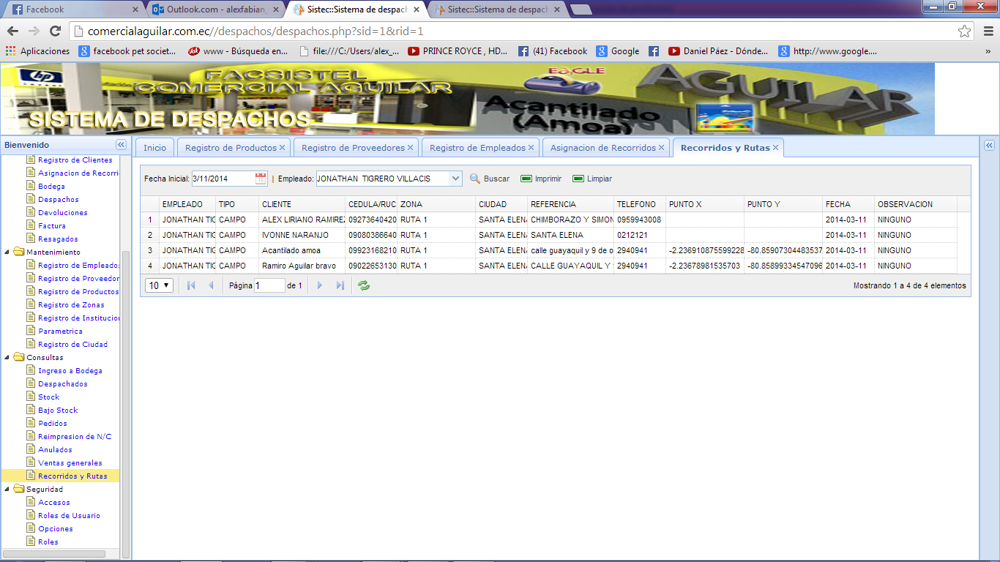 Facebook
Outlook.com - alexfabian_
Sistec::Sistema de despach
Sistec::Sistema de despach
comercialaguilar.com.ec//despachos/despachos.php?sid=1&rid=1
Aplicaciones facebook pet societ... www - Búsqueda en... file:///C:/Users/alex_... PRINCE ROYCE , HD... (41) Facebook Google Daniel Páez - Dónde... http://www.google.... »
hp
FACSISTEL
COMERCIAL AGUILAR
SISTEMA DE DESPACHOS
EAGLE
Acantilado
(Amoa)
AGUILAR
Bienvenido
Registro de Clientes
Asignacion de Recorri
Bodega
Despachos
Devoluciones
Factura
Resagados
Mantenimiento
Registro de Empleados
Registro de Proveedor
Registro de Productos
Registro de Zonas
Registro de Institucion
Parametrica
Registro de Ciudad
Consultas
Ingreso a Bodega
Despachados
Stock
Bajo Stock
Pedidos
Reimpresion de N/C
Anulados
Ventas generales
Recorridos y Rutas
Seguridad
Accesos
Roles de Usuario
Opciones
Roles
Inicio Registro de Productos Registro de Proveedores Registro de Empleados Asignacion de Recorridos Recorridos y Rutas
Fecha Inicial: 3/11/2014 | Empleado: JONATHAN TIGRERO VILLACIS Buscar Imprimir Limpiar
EMPLEADO TIPO CLIENTE CEDULA/RUC ZONA CIUDAD REFERENCIA TELEFONO PUNTO X PUNTO Y FECHA OBSERVACION
1 JONATHAN TIG CAMPO ALEX LIRIANO RAMIREZ 09273640420 RUTA 1 SANTA ELENA CHIMBORAZO Y SIMON 0959943008 2014-03-11 NINGUNO
2 JONATHAN TIG CAMPO IVONNE NARANJO 09080386640 RUTA 1 SANTA ELENA SANTA ELENA 0212121 2014-03-11 NINGUNO
3 JONATHAN TIG CAMPO Acantilado amoa 09923168210 RUTA 1 SANTA ELENA calle guayaquil y 9 de o 2940941 -2.236910875599228 -80.85907304483537 2014-03-11 NINGUNO
4 JONATHAN TIG CAMPO Ramiro Aguilar bravo 09022653130 RUTA 1 SANTA ELENA CALLE GUAYAQUIL Y 2940941 -2.23678981535703 -80.85899334547096 2014-03-11 NINGUNO
10 Página 1 de 1 Mostrando 1 a 4 de 4 elementos